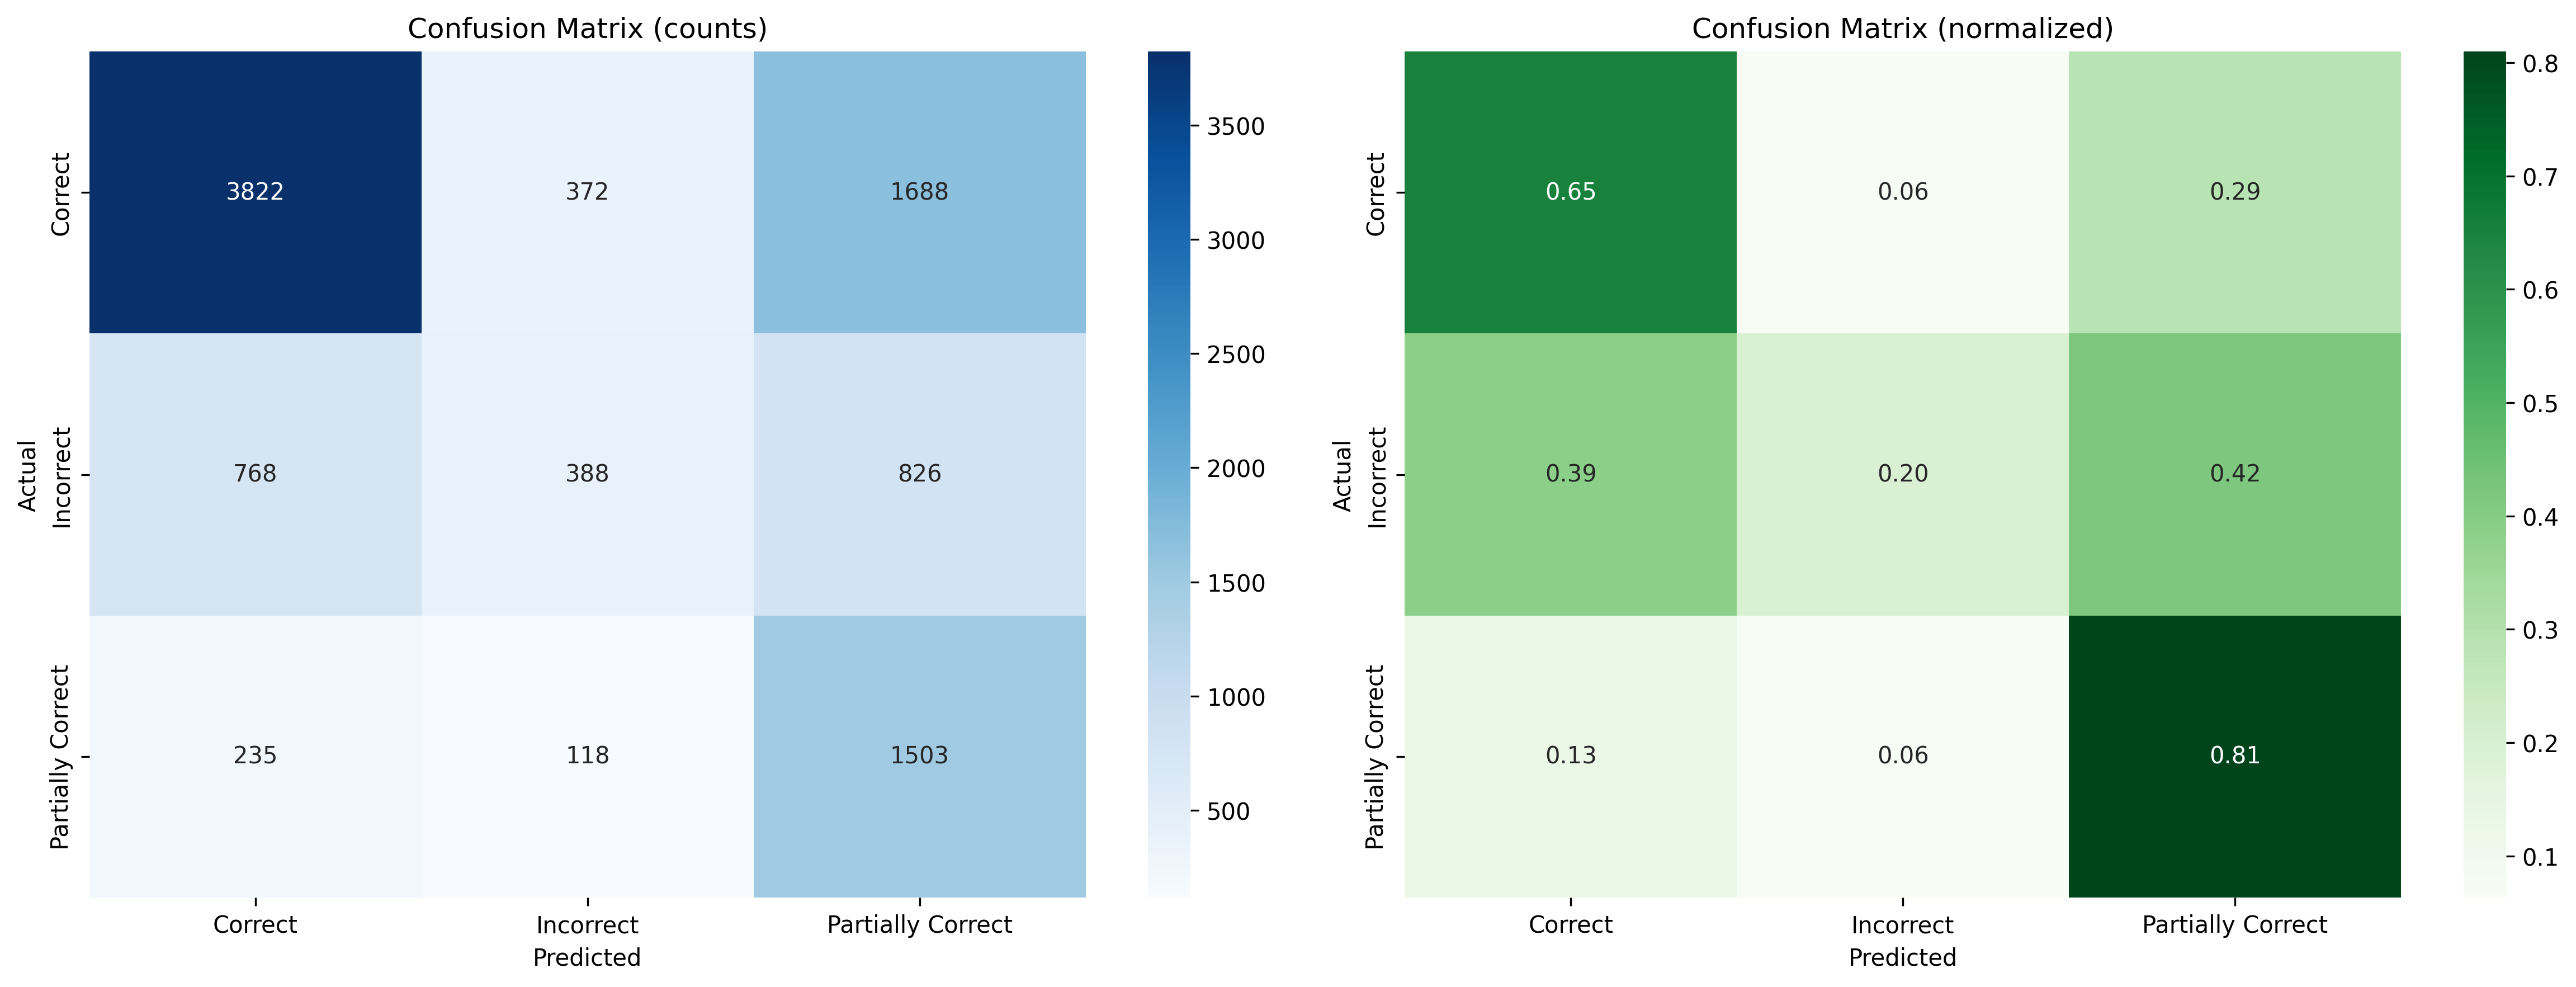 Confusion Matrix (counts)
Correct
3822
372
1688
Actual
Incorrect
768
388
826
Partially Correct
235
118
1503
Correct
Incorrect
Partially Correct
Predicted
3500
3000
2500
2000
1500
1000
500
Confusion Matrix (normalized)
Correct
0.65
0.06
0.29
Actual
Incorrect
0.39
0.20
0.42
Partially Correct
0.13
0.06
0.81
Correct
Incorrect
Partially Correct
Predicted
0.8
0.7
0.6
0.5
0.4
0.3
0.2
0.1